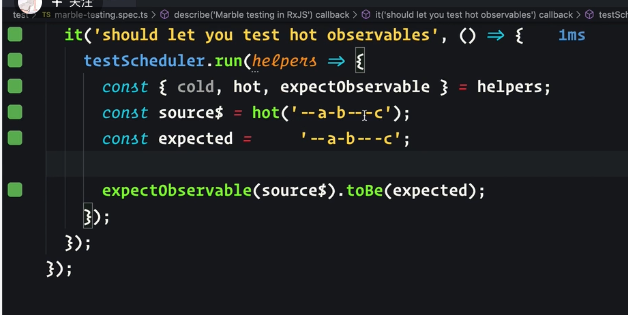 + 关注
test > TS marble-testing.spec.ts > describe('Marble testing in RxJS') callback > it('should let you test hot observables') callback > testSch
it('should let you test hot observables', () => { 1ms
testScheduler.run(helpers => {
const { cold, hot, expectObservable } = helpers;
const source$ = hot('--a-b---c');
const expected = '--a-b---c';
expectObservable(source$).toBe(expected);
});
});
});